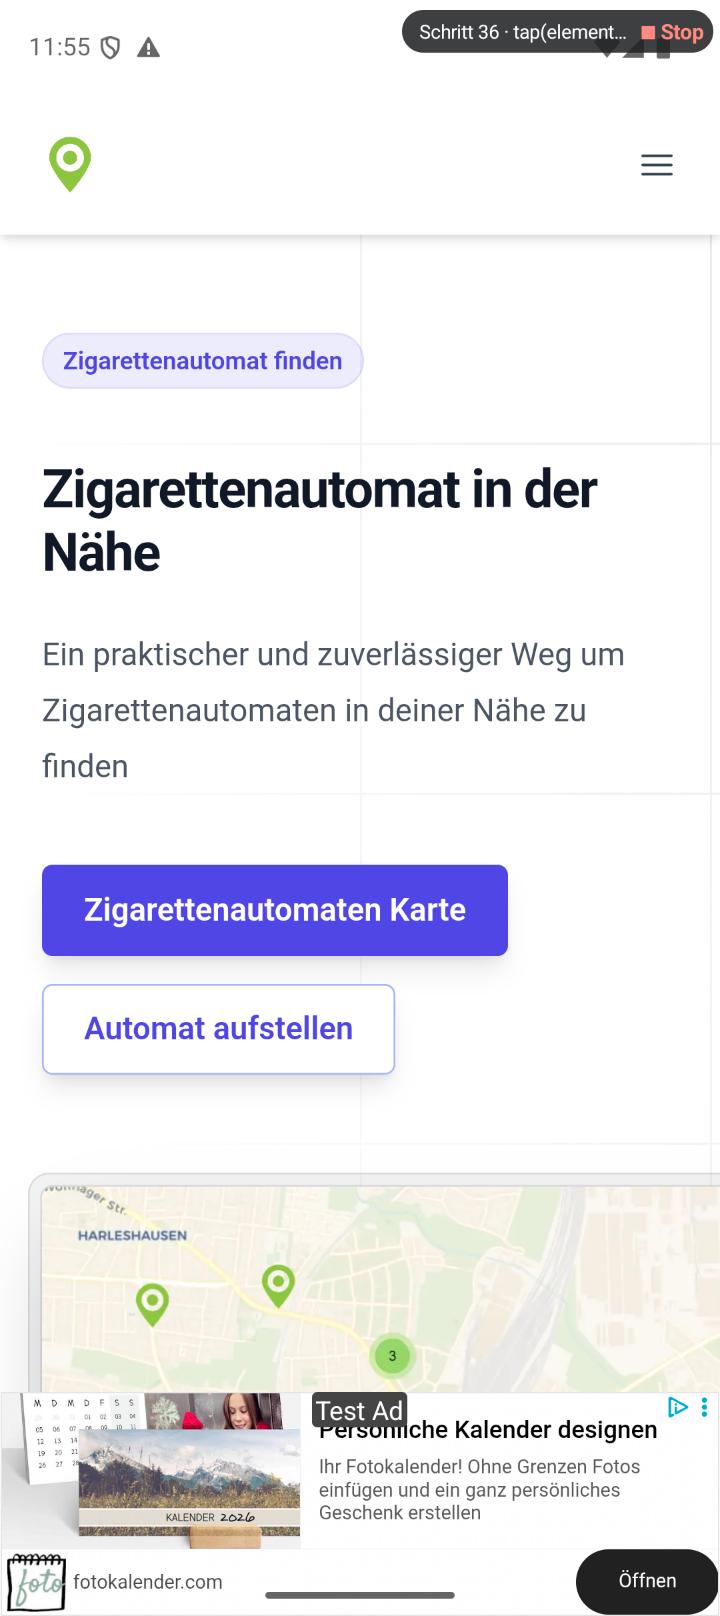 11:55
Schritt 36 · tap(element... Stop
Zigarettenautomat finden
Zigarettenautomat in der
Nähe
Ein praktischer und zuverlässiger Weg um
Zigarettenautomaten in deiner Nähe zu
finden
Zigarettenautomaten Karte
Automat aufstellen
HARLESHAUSEN
3
Test Ad
Persönliche Kalender designen
Ihr Fotokalender! Ohne Grenzen Fotos
einfügen und ein ganz persönliches
Geschenk erstellen
KALENDER 2026
foto
fotokalender.com
Öffnen